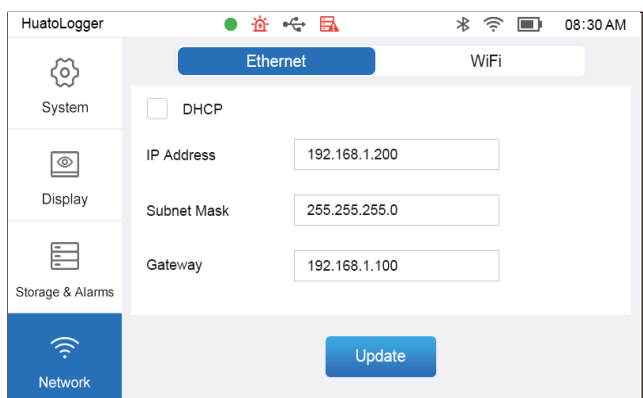 HuatoLogger
08:30 AM
Ethernet
WiFi
System
DHCP
IP Address
192.168.1.200
Display
Subnet Mask
255.255.255.0
Gateway
192.168.1.100
Storage & Alarms
Update
Network